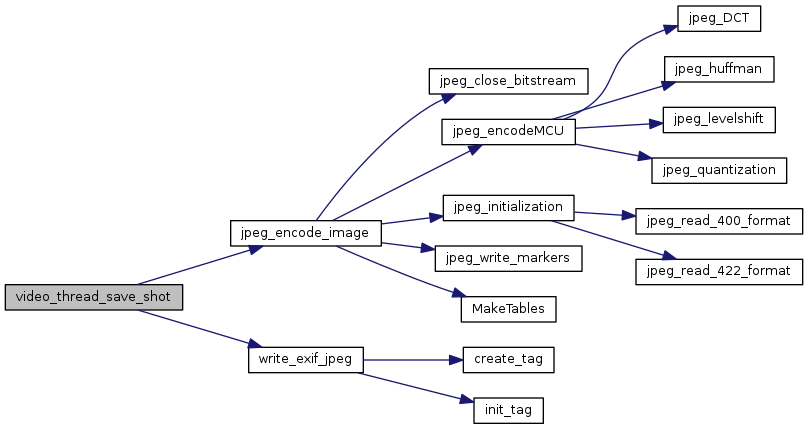 jpeg_DCT
jpeg_huffman
jpeg_close_bitstream
jpeg_levelshift
jpeg_encodeMCU
jpeg_quantization
jpeg_initialization
jpeg_read_400_format
jpeg_encode_image
jpeg_write_markers
jpeg_read_422_format
video_thread_save_shot
MakeTables
write_exif_jpeg
create_tag
init_tag